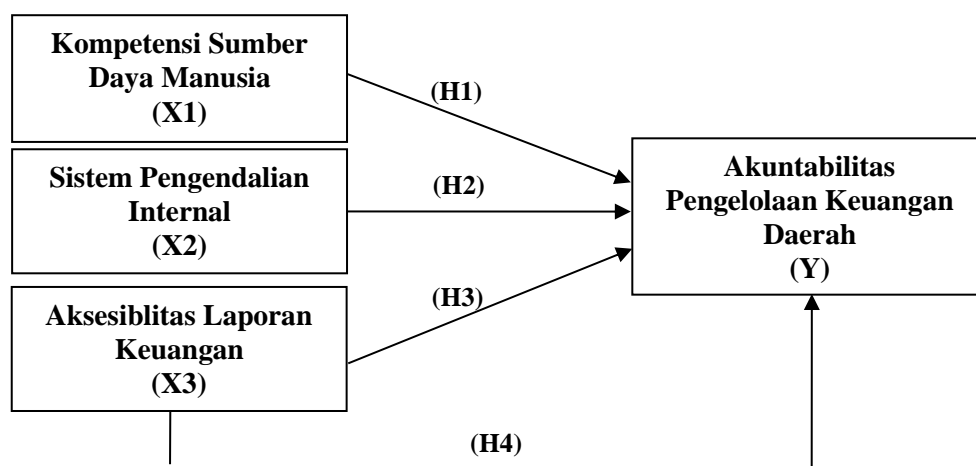 Kompetensi Sumber
Daya Manusia
(X1)
(H1)
Sistem Pengendalian
Internal
(X2)
(H2)
Aksesiblitas Laporan
Keuangan
(X3)
(H3)
Akuntabilitas
Pengelolaan Keuangan
Daerah
(Y)
(H4)